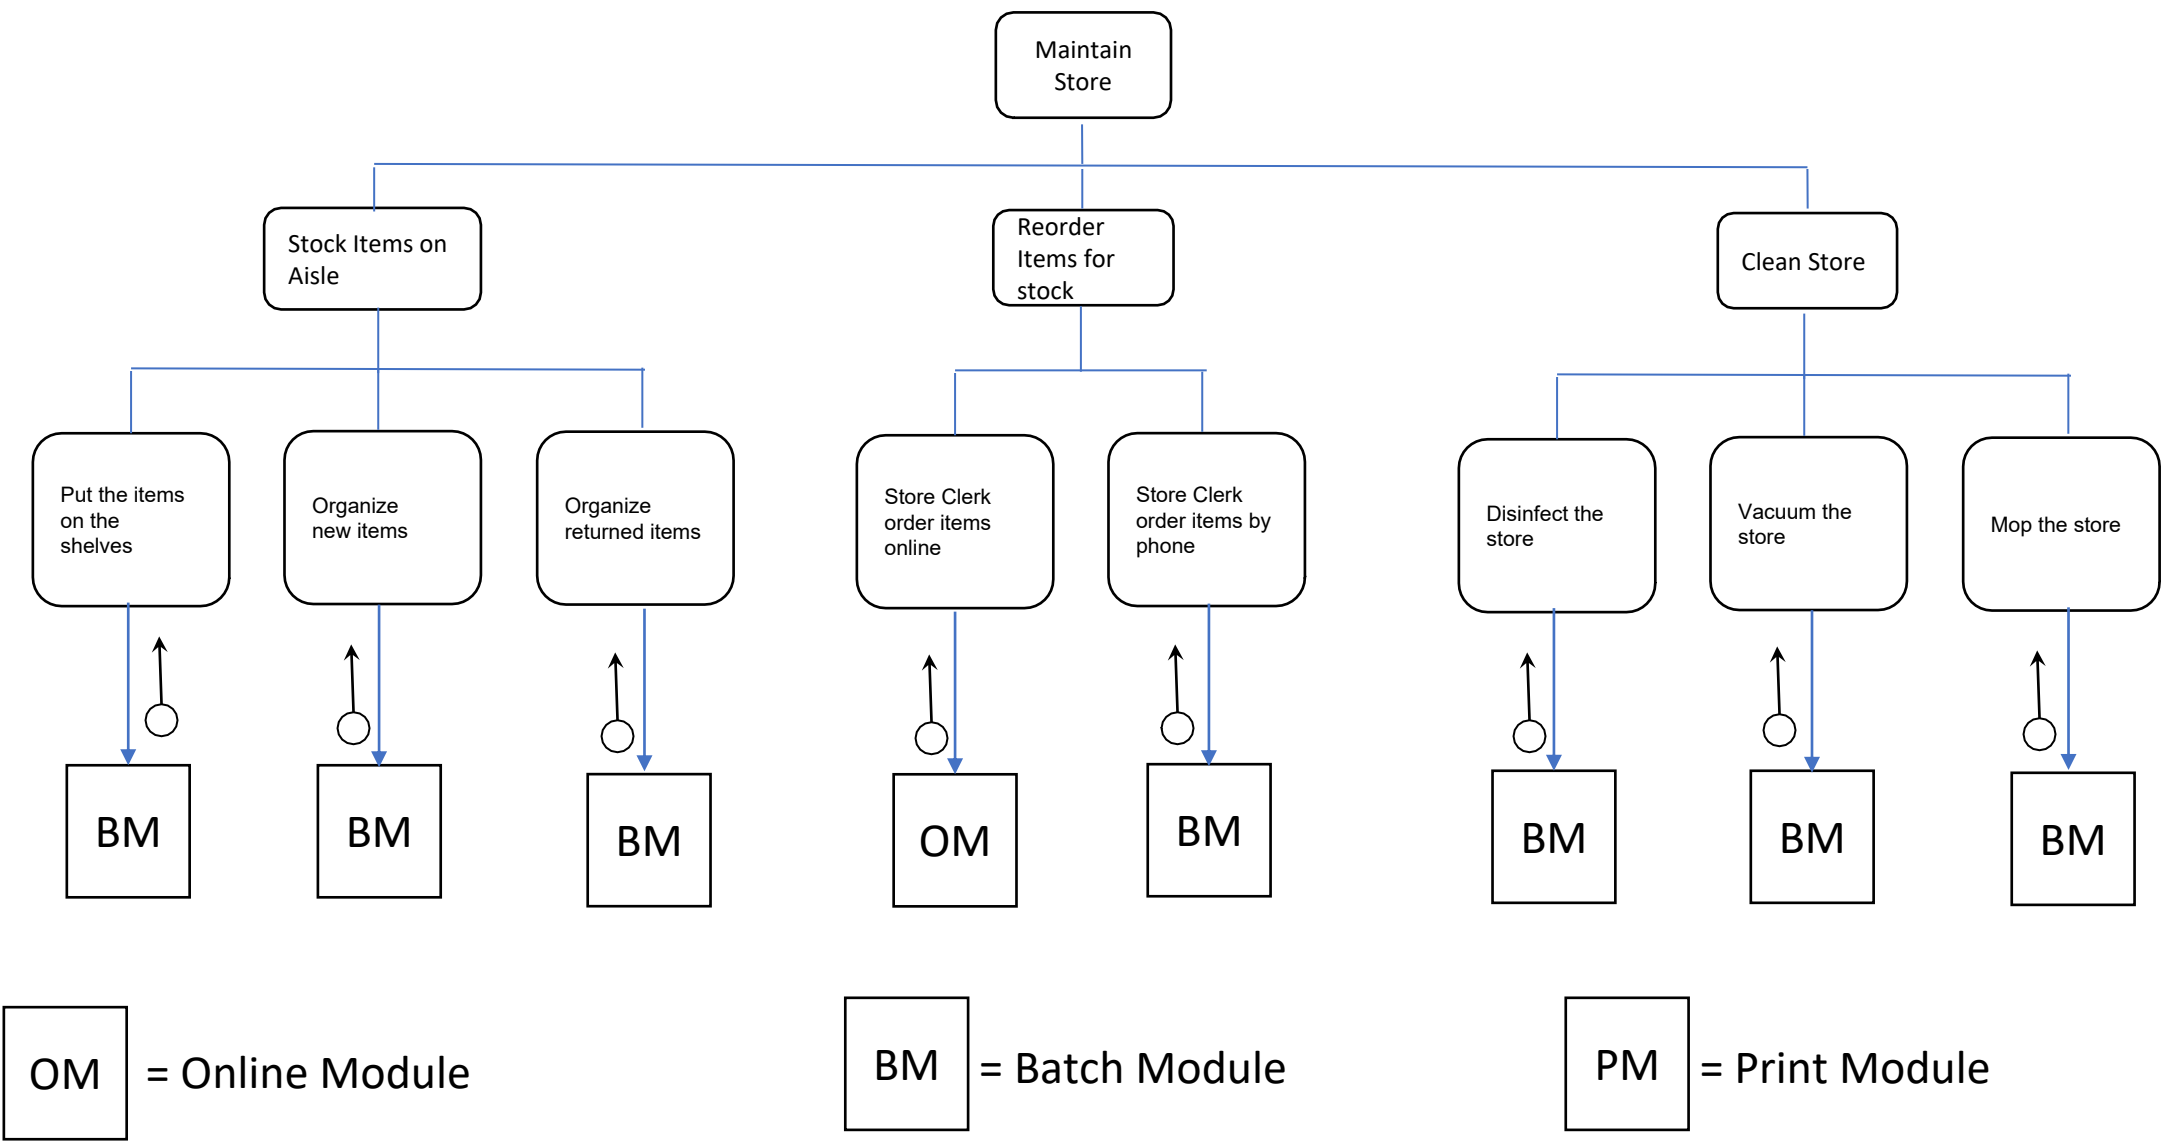 Maintain
Store
Stock Items on
Aisle
Reorder
Items for
stock
Clean Store
Put the items
on the
shelves
Organize
new items
Organize
returned items
Store Clerk
order items
online
Store Clerk
order items by
phone
Disinfect the
store
Vacuum the
store
Mop the store
BM
BM
BM
OM
BM
BM
BM
BM
OM
= Online Module
BM
= Batch Module
PM
= Print Module